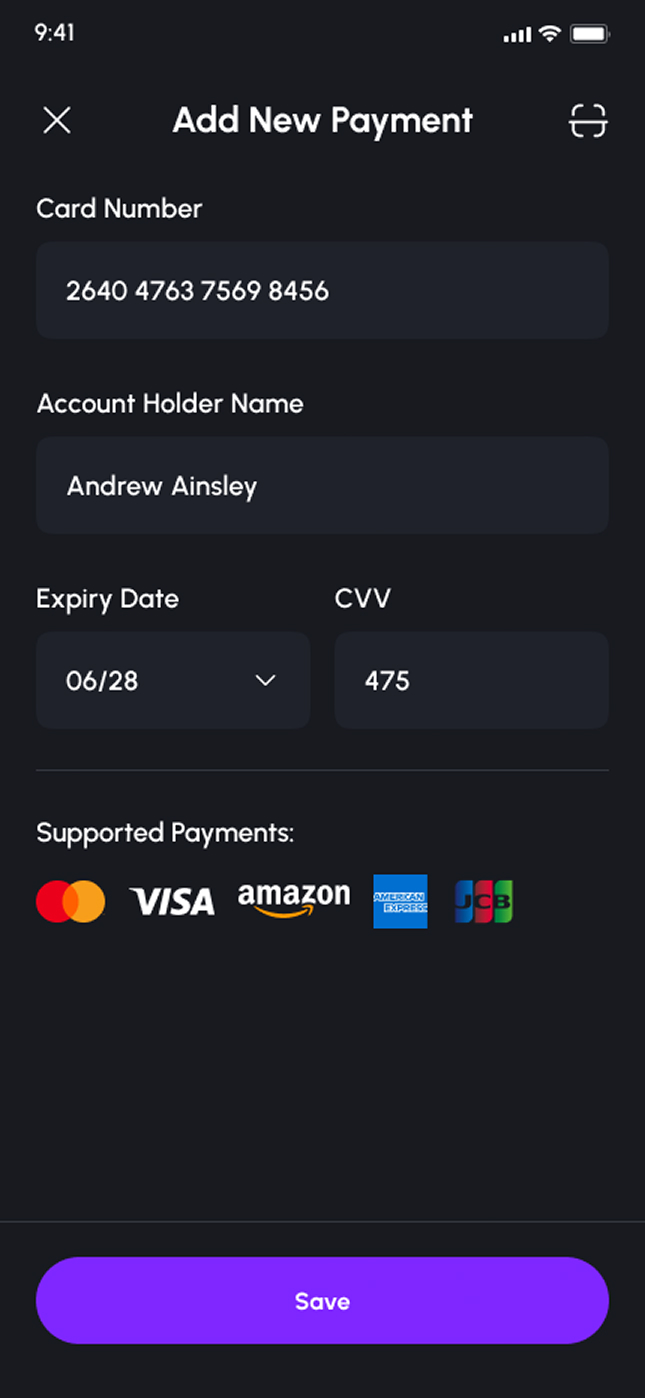 9:41
Add New Payment
Card Number
2640 4763 7569 8456
Account Holder Name
Andrew Ainsley
Expiry Date CVV
06/28 475
Supported Payments:
VISA amazon AMERICAN EXPRESS JCB
Save